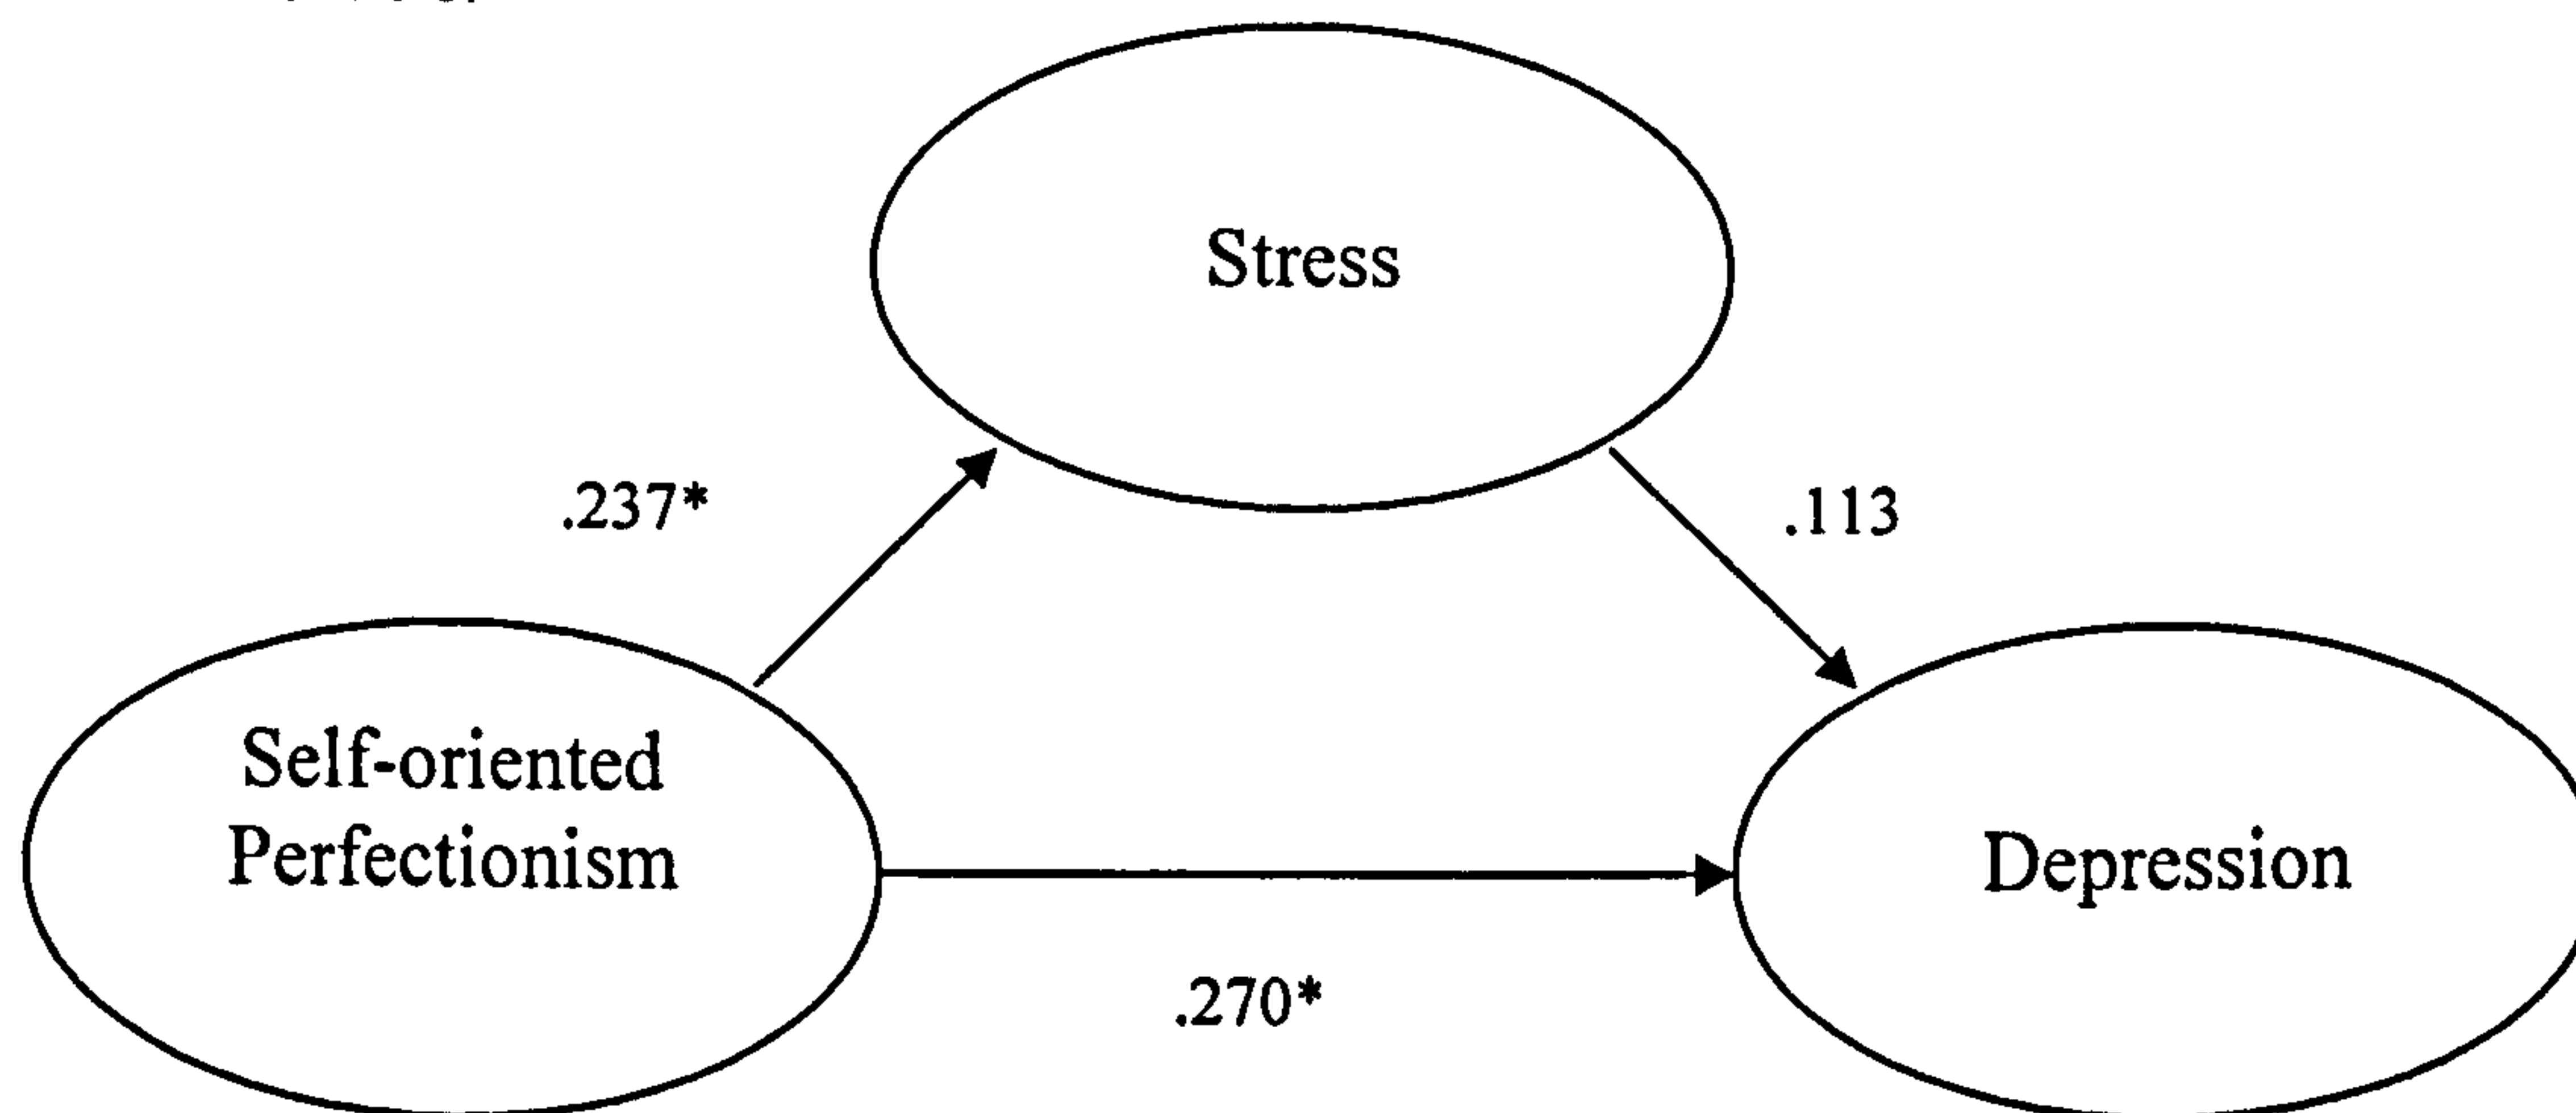 Stress
.237*
.113
Self-oriented
Perfectionism
Depression
.270*